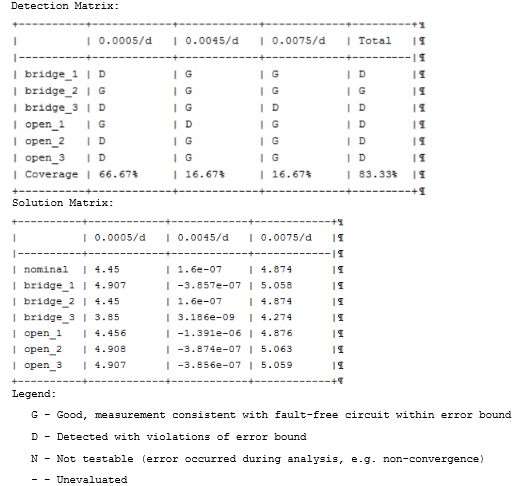 Detection Matrix:
+----------+-----------+-----------+-----------+¶
| | 0.0005/d | 0.0045/d | 0.0075/d | Total |¶
|-----------------------------------------------|¶
| bridge_1 | D | G | G | D |¶
| bridge_2 | G | G | G | G |¶
| bridge_3 | D | G | D | D |¶
| open_1 | G | D | G | D |¶
| open_2 | D | G | G | D |¶
| open_3 | D | G | G | D |¶
| Coverage | 66.67% | 16.67% | 16.67% | 83.33% |¶
+----------+-----------+-----------+-----------+¶
Solution Matrix:
+----------+-----------+-----------+¶
| | 0.0005/d | 0.0045/d | 0.0075/d |¶
|-----------------------------------|¶
| nominal | 4.45 | 1.6e-07 | 4.874 |¶
| bridge_1 | 4.907 | -3.857e-07 | 5.058 |¶
| bridge_2 | 4.45 | 1.6e-07 | 4.874 |¶
| bridge_3 | 3.85 | 3.186e-09 | 4.274 |¶
| open_1 | 4.456 | -1.391e-06 | 4.876 |¶
| open_2 | 4.908 | -3.874e-07 | 5.063 |¶
| open_3 | 4.907 | -3.856e-07 | 5.059 |¶
+----------+-----------+-----------+¶
Legend:
G - Good, measurement consistent with fault-free circuit within error bound
D - Detected with violations of error bound
N - Not testable (error occurred during analysis, e.g. non-convergence)
- - Unevaluated